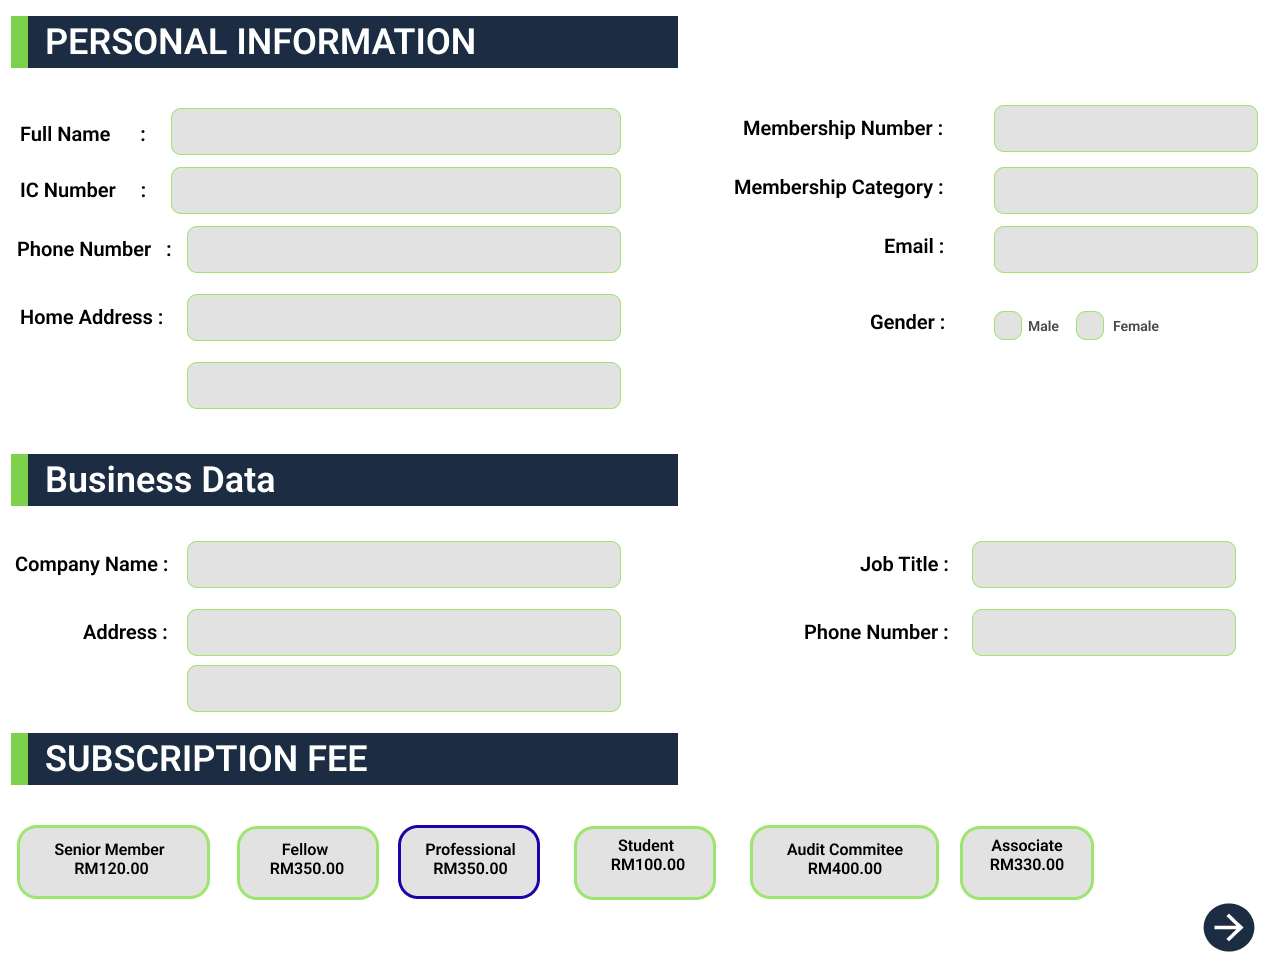 PERSONAL INFORMATION
Full Name :
Membership Number :
IC Number :
Membership Category :
Phone Number :
Email :
Home Address :
Gender :
Male
Female
Business Data
Company Name :
Job Title :
Address :
Phone Number :
SUBSCRIPTION FEE
Senior Member
RM120.00
Fellow
RM350.00
Professional
RM350.00
Student
RM100.00
Audit Commitee
RM400.00
Associate
RM330.00